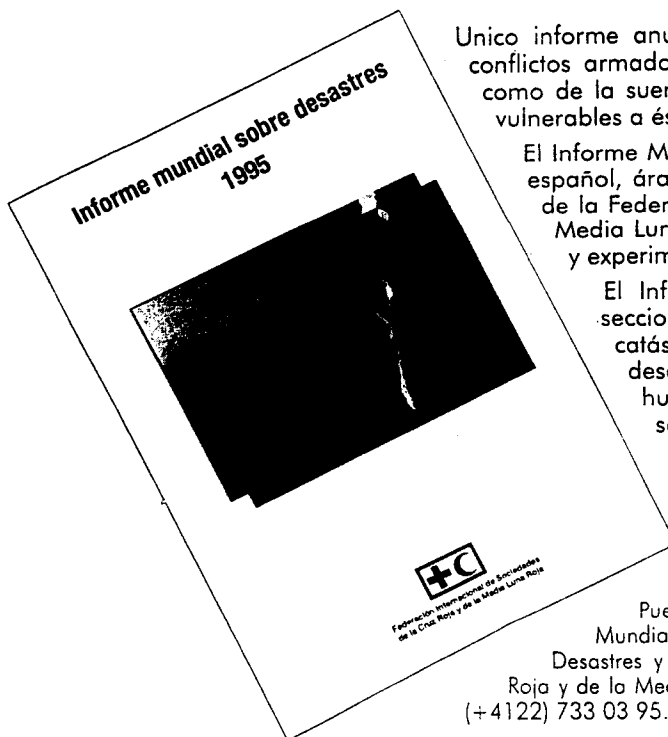 Informe mundial sobre desastres
1995
Federación Internacional de Sociedades
de la Cruz Roja y de la Media Luna Roja
Unico informe anu
conflictos armado
como de la suer
vulnerables a és
El Informe M
español, ára
de la Feder
Media Lun
y experim
El Inf
seccio
catás
des
hu
s
Pue
Mundia
Desastres y
Roja y de la Med
(+4122) 733 03 95.